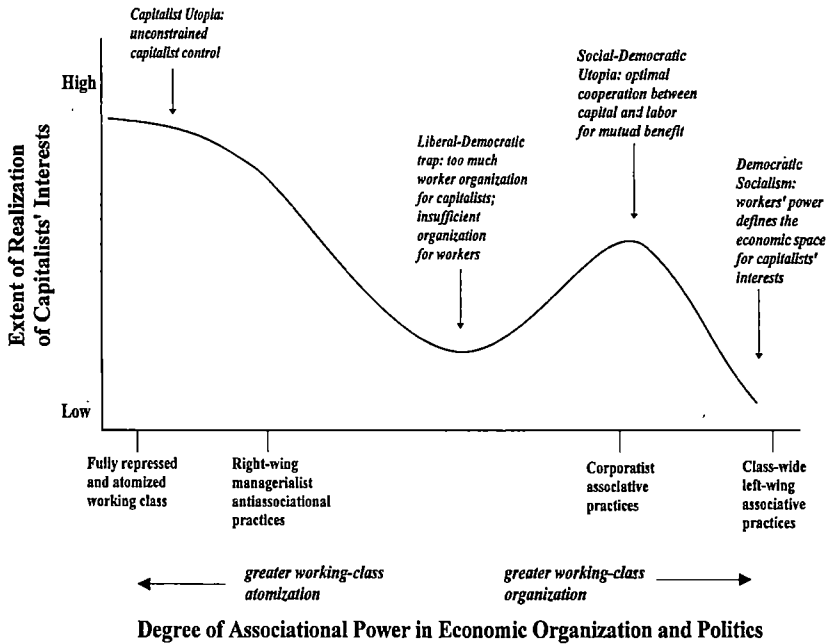 Capitalist Utopia:
unconstrained
capitalist control
High
Social-Democratic
Utopia: optimal
cooperation between
capital and labor
for mutual benefit
Liberal-Democratic
trap: too much
worker organization
for capitalists;
insufficient
organization
for workers
Democratic
Socialism:
workers' power
defines the
economic space
for capitalists'
interests
Extent of Realization
of Capitalists' Interests
Low
Fully repressed
and atomized
working class
Right-wing
managerialist
antiassociational
practices
Corporatist
associative
practices
Class-wide
left-wing
associative
practices
greater working-class
atomization
greater working-class
organization
Degree of Associational Power in Economic Organization and Politics